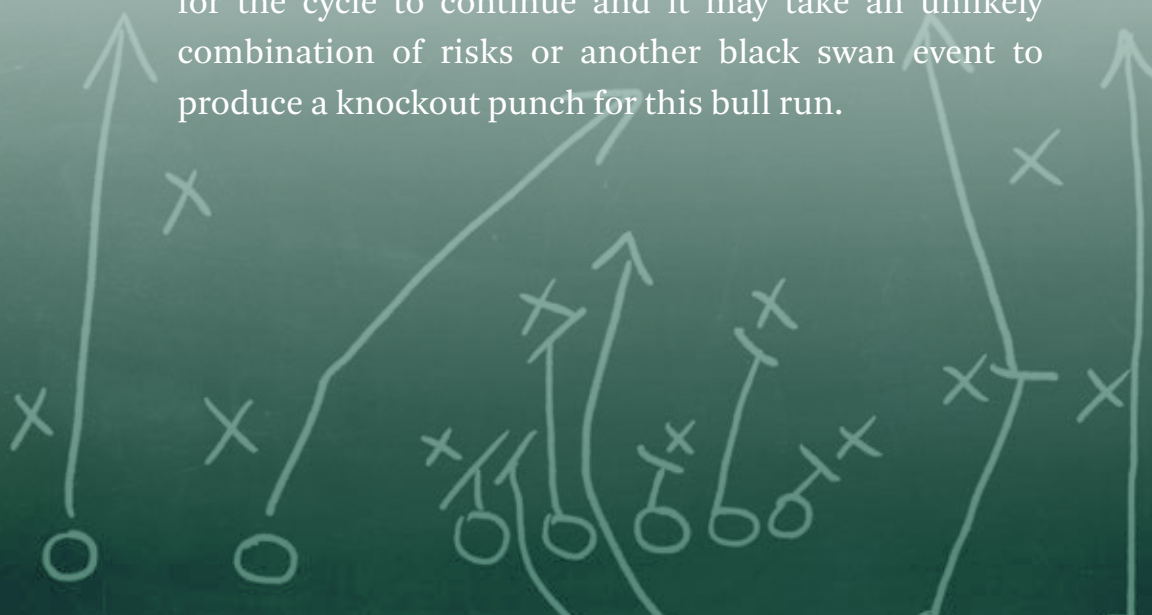 for the cycle to continue and it may take an unlikely
combination of risks or another black swan event to
produce a knockout punch for this bull run.